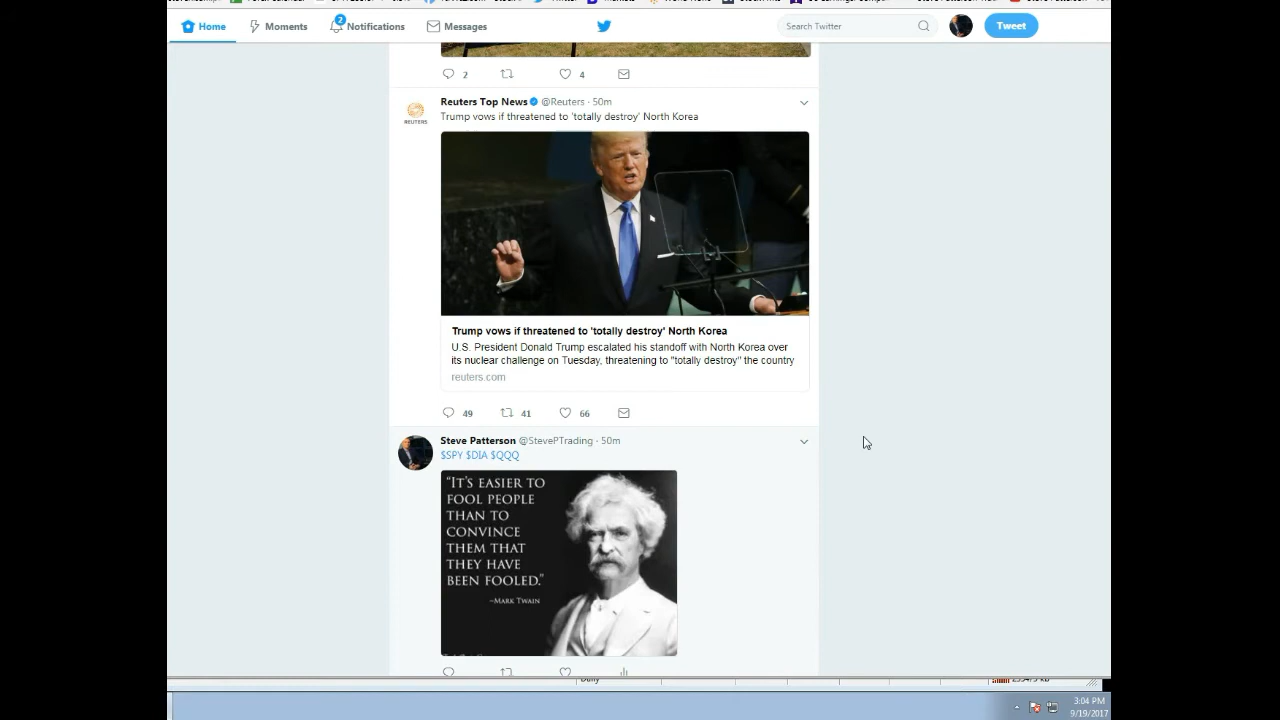 Home
Moments
2
Notifications
Messages
Search Twitter
Tweet
2
4
REUTERS
Reuters Top News @Reuters · 50m
Trump vows if threatened to 'totally destroy' North Korea
Trump vows if threatened to 'totally destroy' North Korea
U.S. President Donald Trump escalated his standoff with North Korea over
its nuclear challenge on Tuesday, threatening to "totally destroy" the country
reuters.com
49
41
66
Steve Patterson @StevePTrading · 50m
$SPY $DIA $QQQ
"IT'S EASIER TO
FOOL PEOPLE
THAN TO
CONVINCE
THEM THAT
THEY HAVE
BEEN FOOLED."
–MARK TWAIN
Daily
3:04 PM
9/19/2017